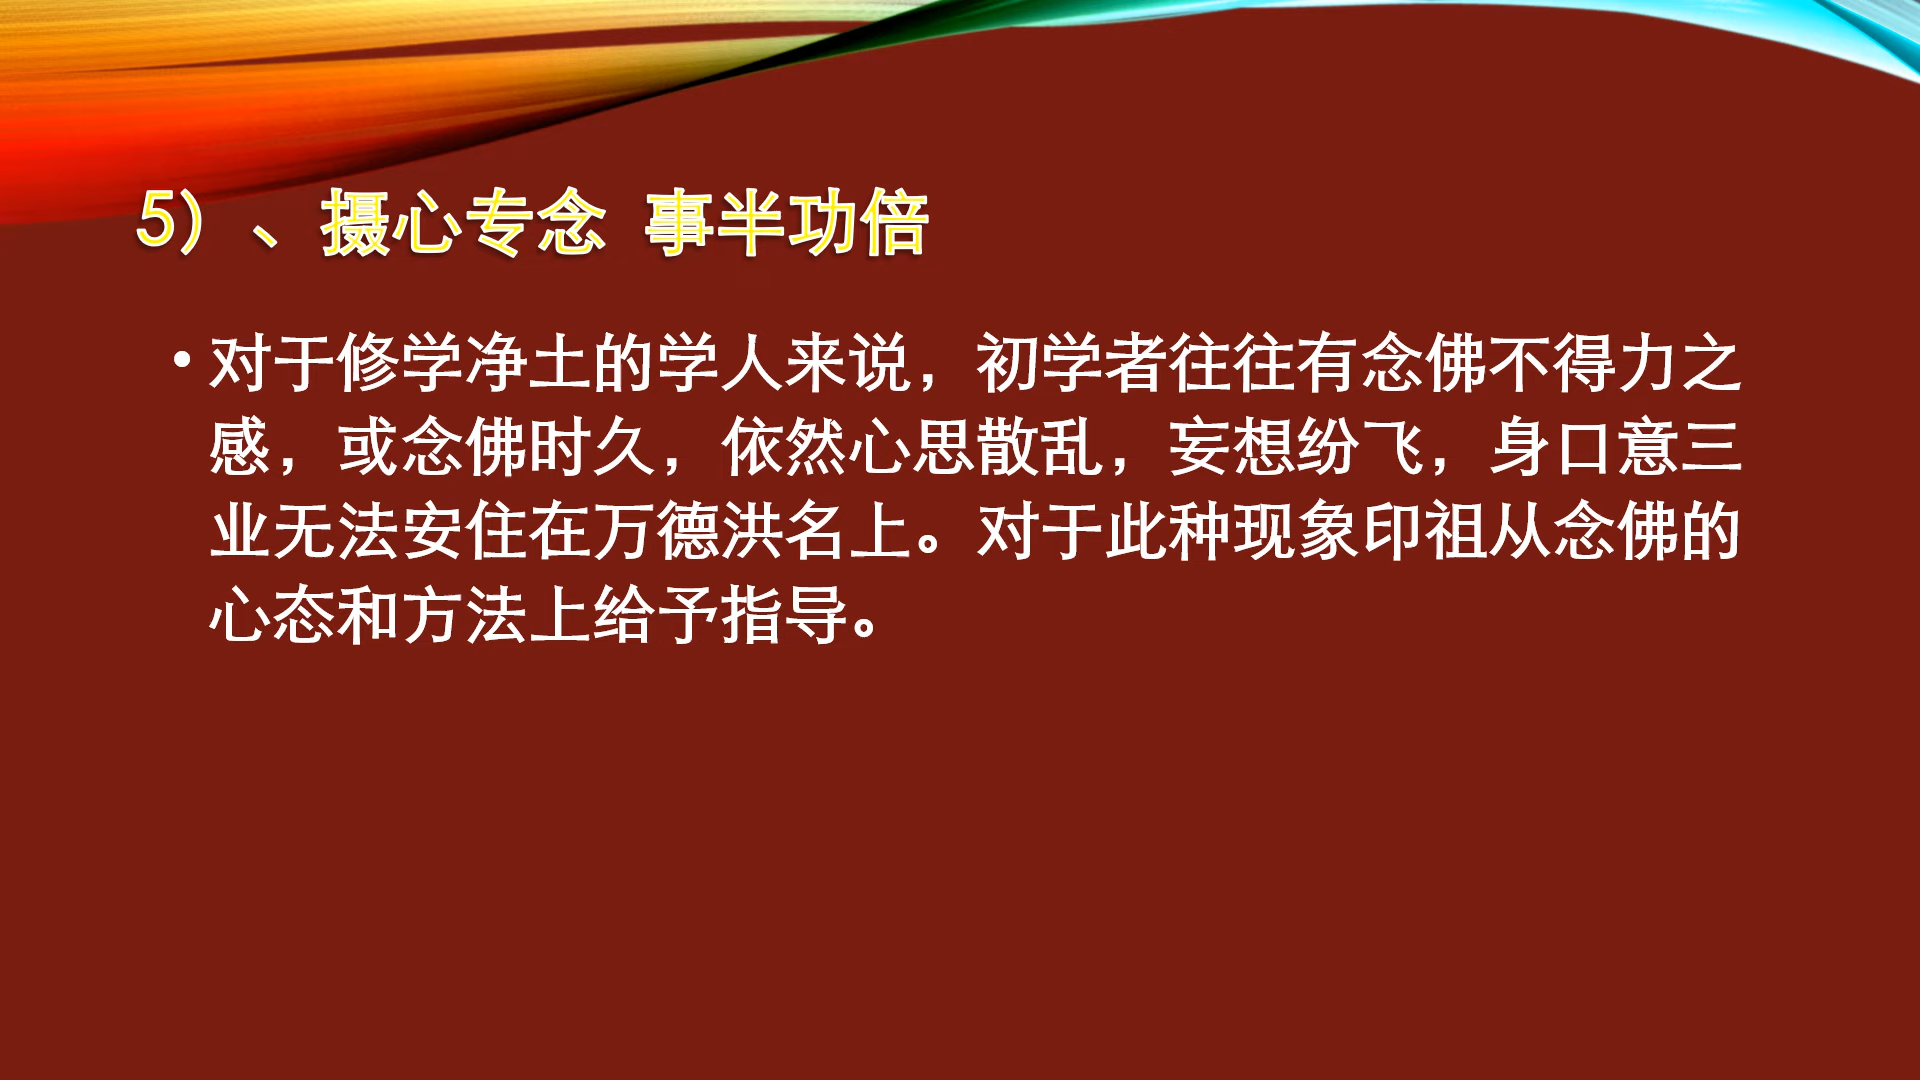 5）、摄心专念 事半功倍
• 对于修学净土的学人来说，初学者往往有念佛不得力之
感，或念佛时久，依然心思散乱，妄想纷飞，身口意三
业无法安住在万德洪名上。对于此种现象印祖从念佛的
心态和方法上给予指导。